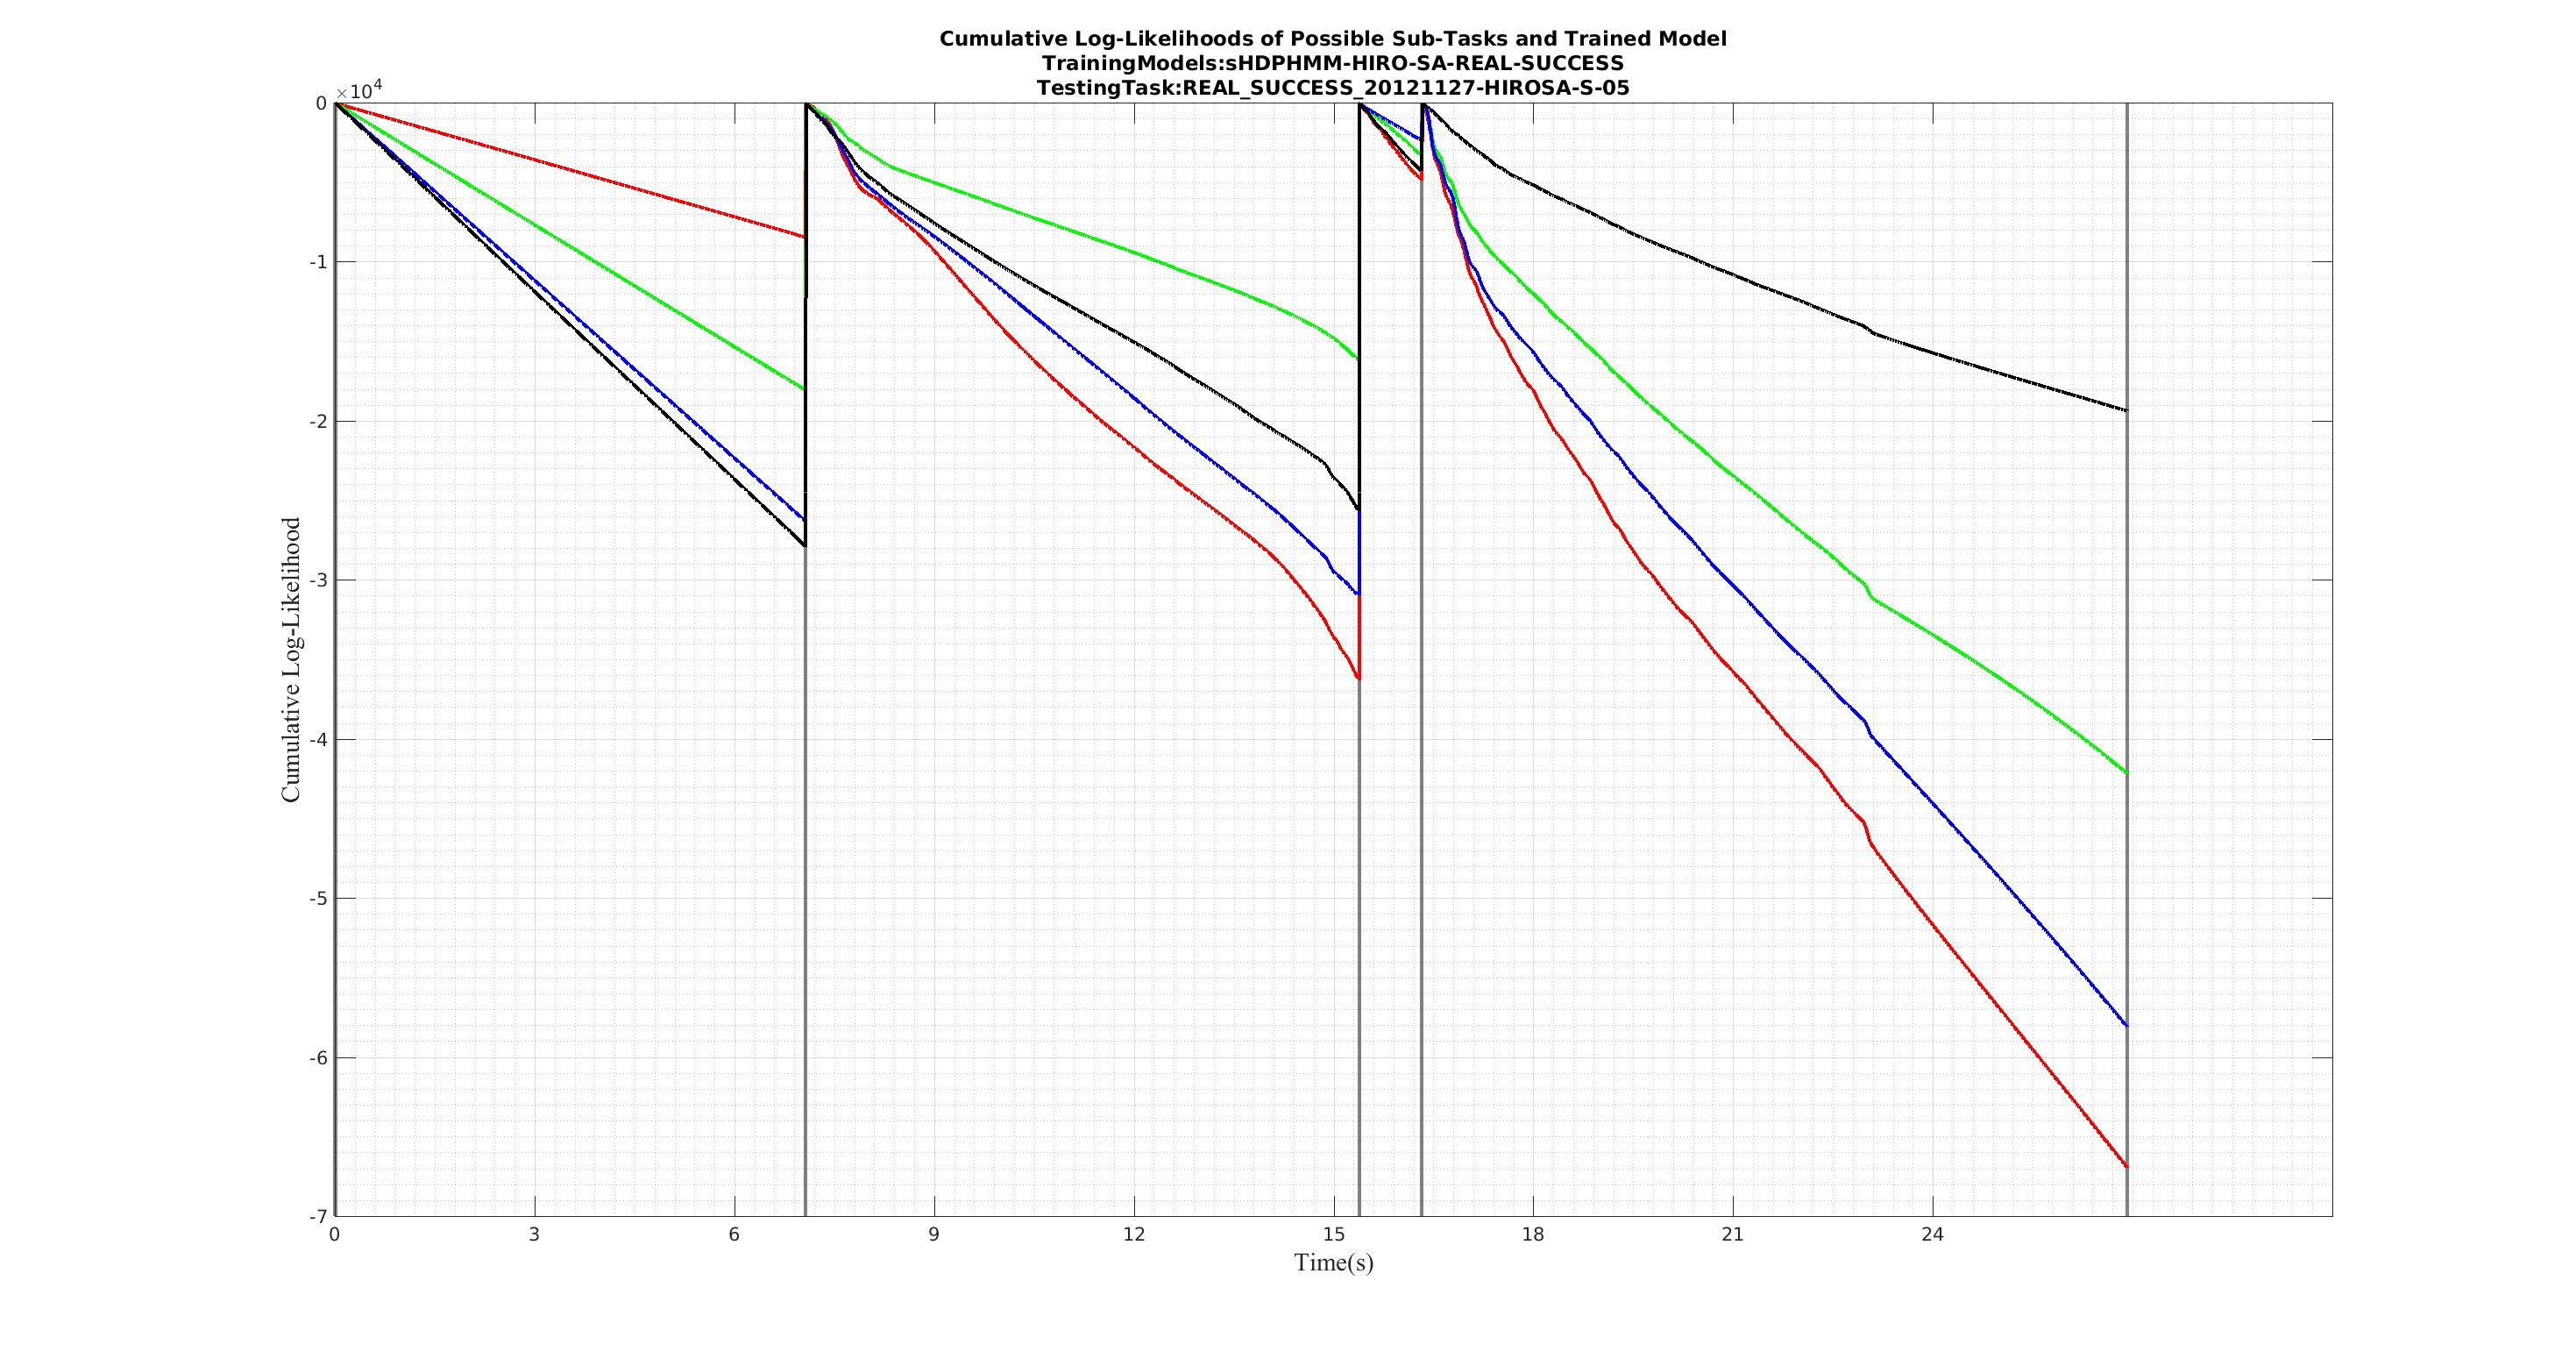 Cumulative Log-Likelihoods of Possible Sub-Tasks and Trained Model
TrainingModels:sHDPHMM-HIRO-SA-REAL-SUCCESS
TestingTask:REAL_SUCCESS_20121127-HIROSA-S-05
×10⁴
0
-1
-2
-3
-4
-5
-6
-7
Cumulative Log-Likelihood
0 3 6 9 12 15 18 21 24
Time(s)